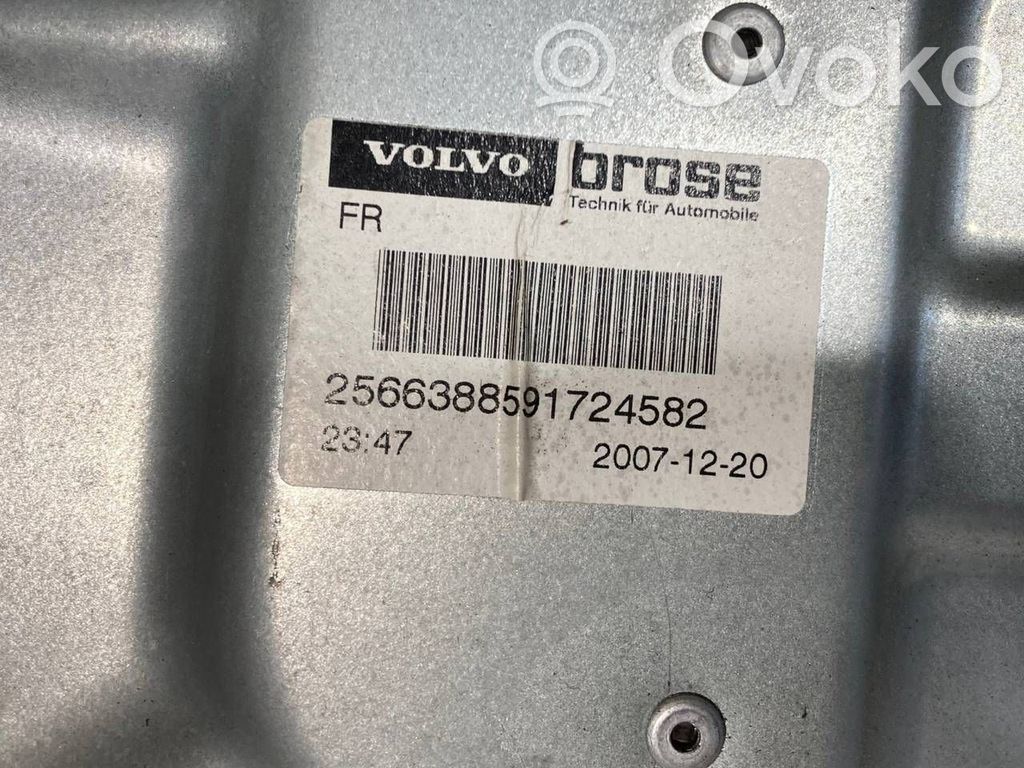 Ovoko
VOLVO brose
Technik für Automobile
FR
2566388591724582
23:47 2007-12-20